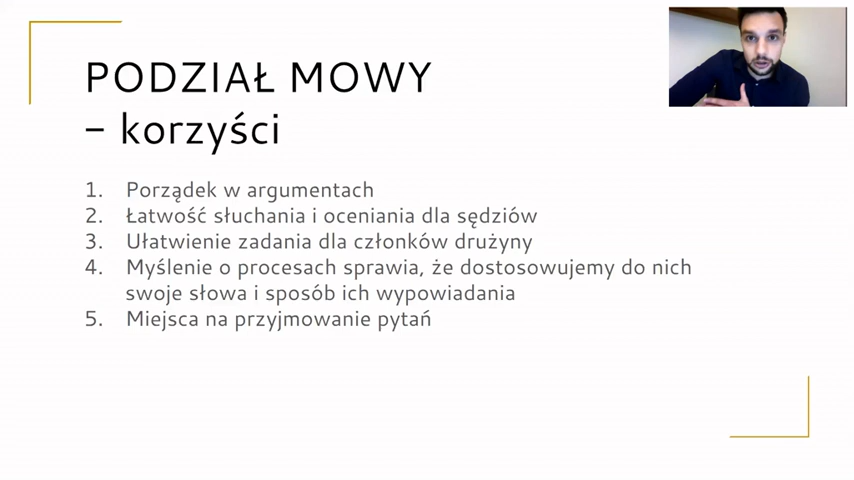 PODZIAŁ MOWY
– korzyści
1. Porządek w argumentach
2. Łatwość słuchania i oceniania dla sędziów
3. Ułatwienie zadania dla członków drużyny
4. Myślenie o procesach sprawia, że dostosowujemy do nich
swoje słowa i sposób ich wypowiadania
5. Miejsca na przyjmowanie pytań